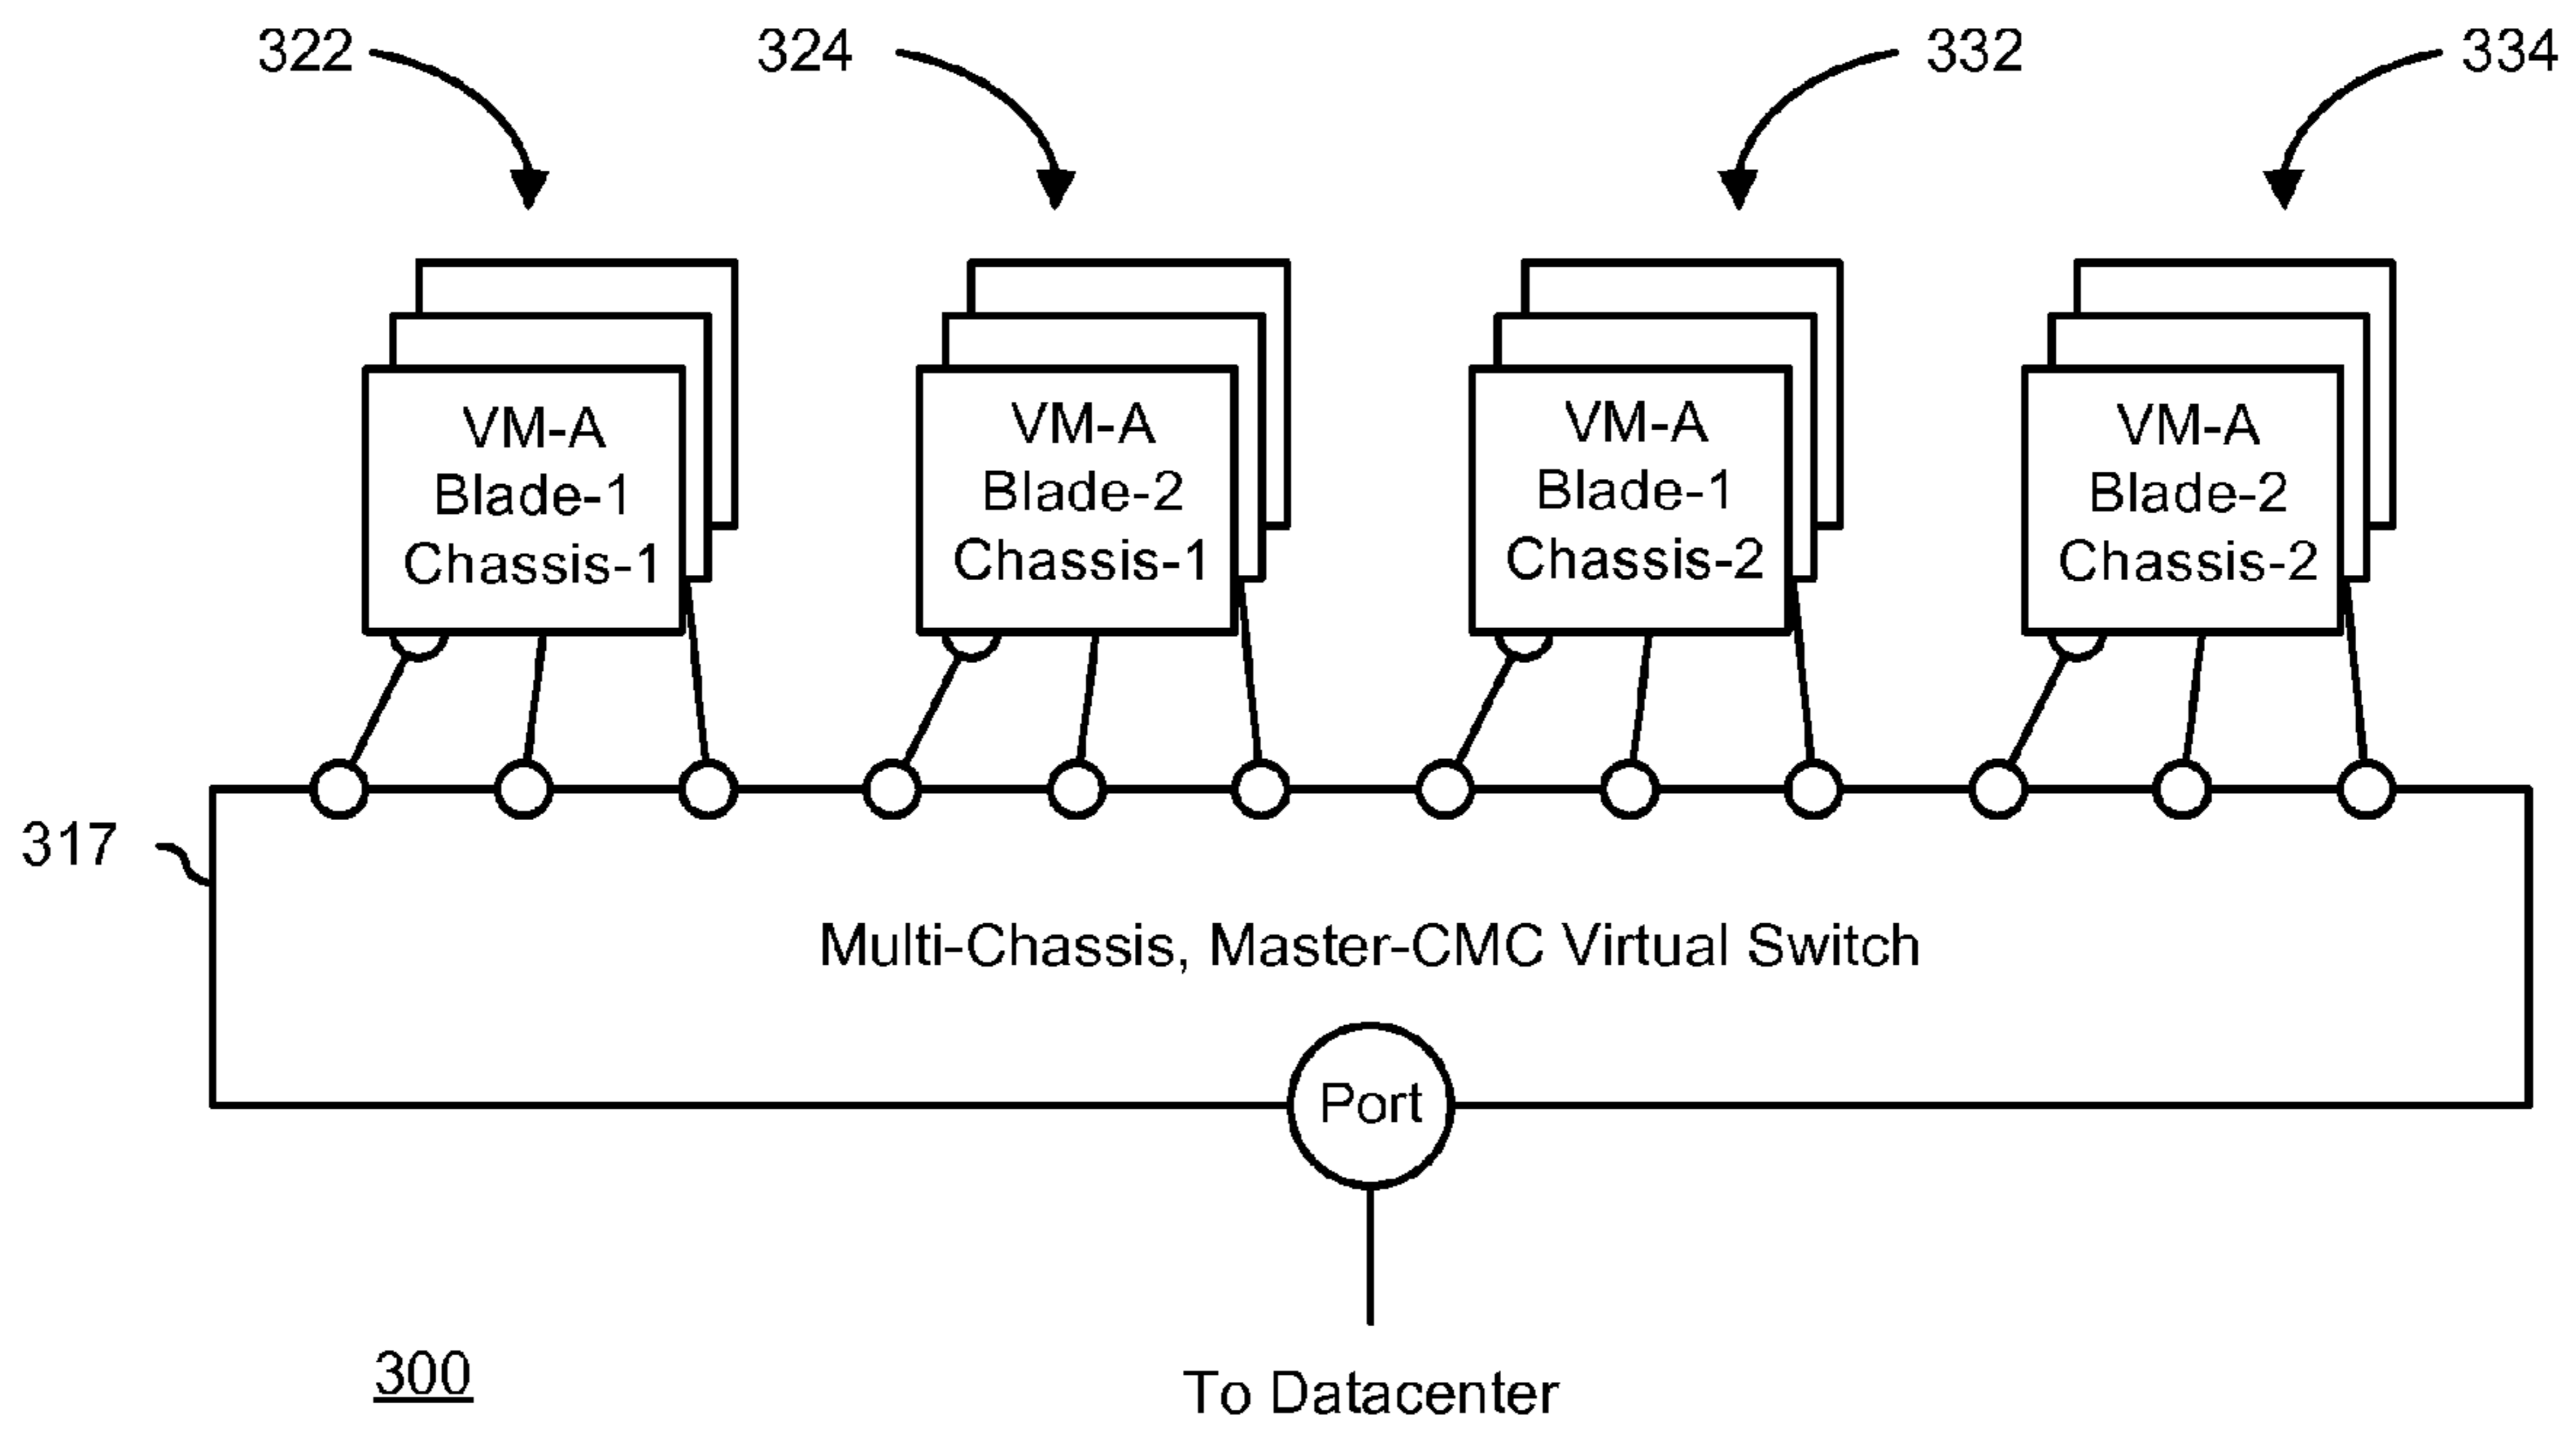 322
324
332
334
VM-A
Blade-1
Chassis-1
VM-A
Blade-2
Chassis-1
VM-A
Blade-1
Chassis-2
VM-A
Blade-2
Chassis-2
317
Multi-Chassis, Master-CMC Virtual Switch
Port
To Datacenter
300